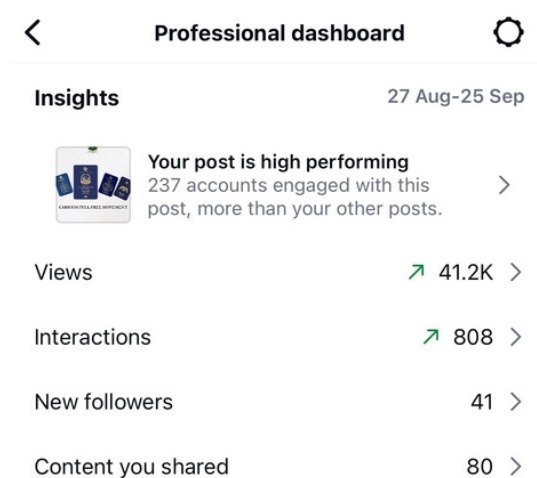 Professional dashboard
Insights
27 Aug-25 Sep
Your post is high performing
237 accounts engaged with this
post, more than your other posts.
Views
41.2K
Interactions
808
New followers
41
Content you shared
80